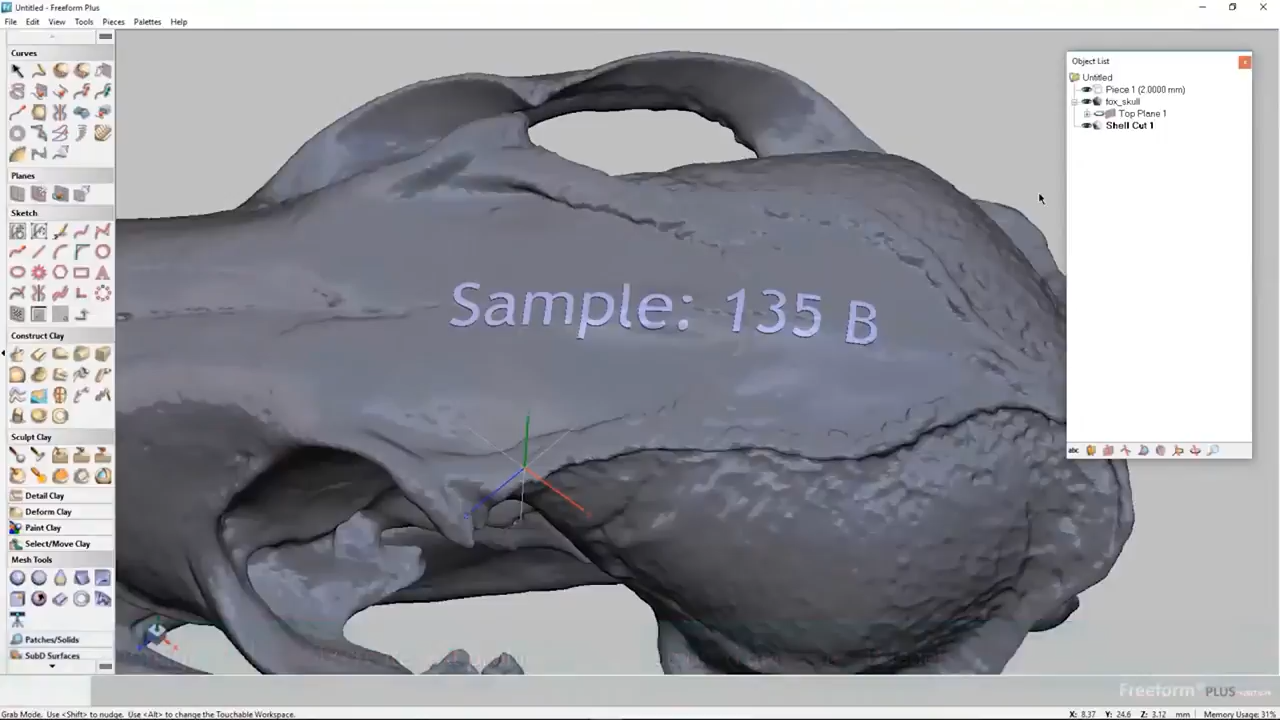 Untitled - Freeform Plus
File Edit View Tools Pieces Palettes Help
Curves
Planes
Sketch
Construct Clay
Sculpt Clay
Detail Clay
Deform Clay
Paint Clay
Select/Move Clay
Mesh Tools
Patches/Solids
SubD Surfaces
Sample: 135 B
Object List
Untitled
Piece 1 (2.0000 mm)
fox_skull
Top Plane 1
Shell Cut 1
abc
Freeform PLUS
Grab Mode. Use <Shift> to nudge. Use <Alt> to change the Touchable Workspace.
X: 8.37 Y: 24.6 Z: 3.12 mm Memory Usage: 31%